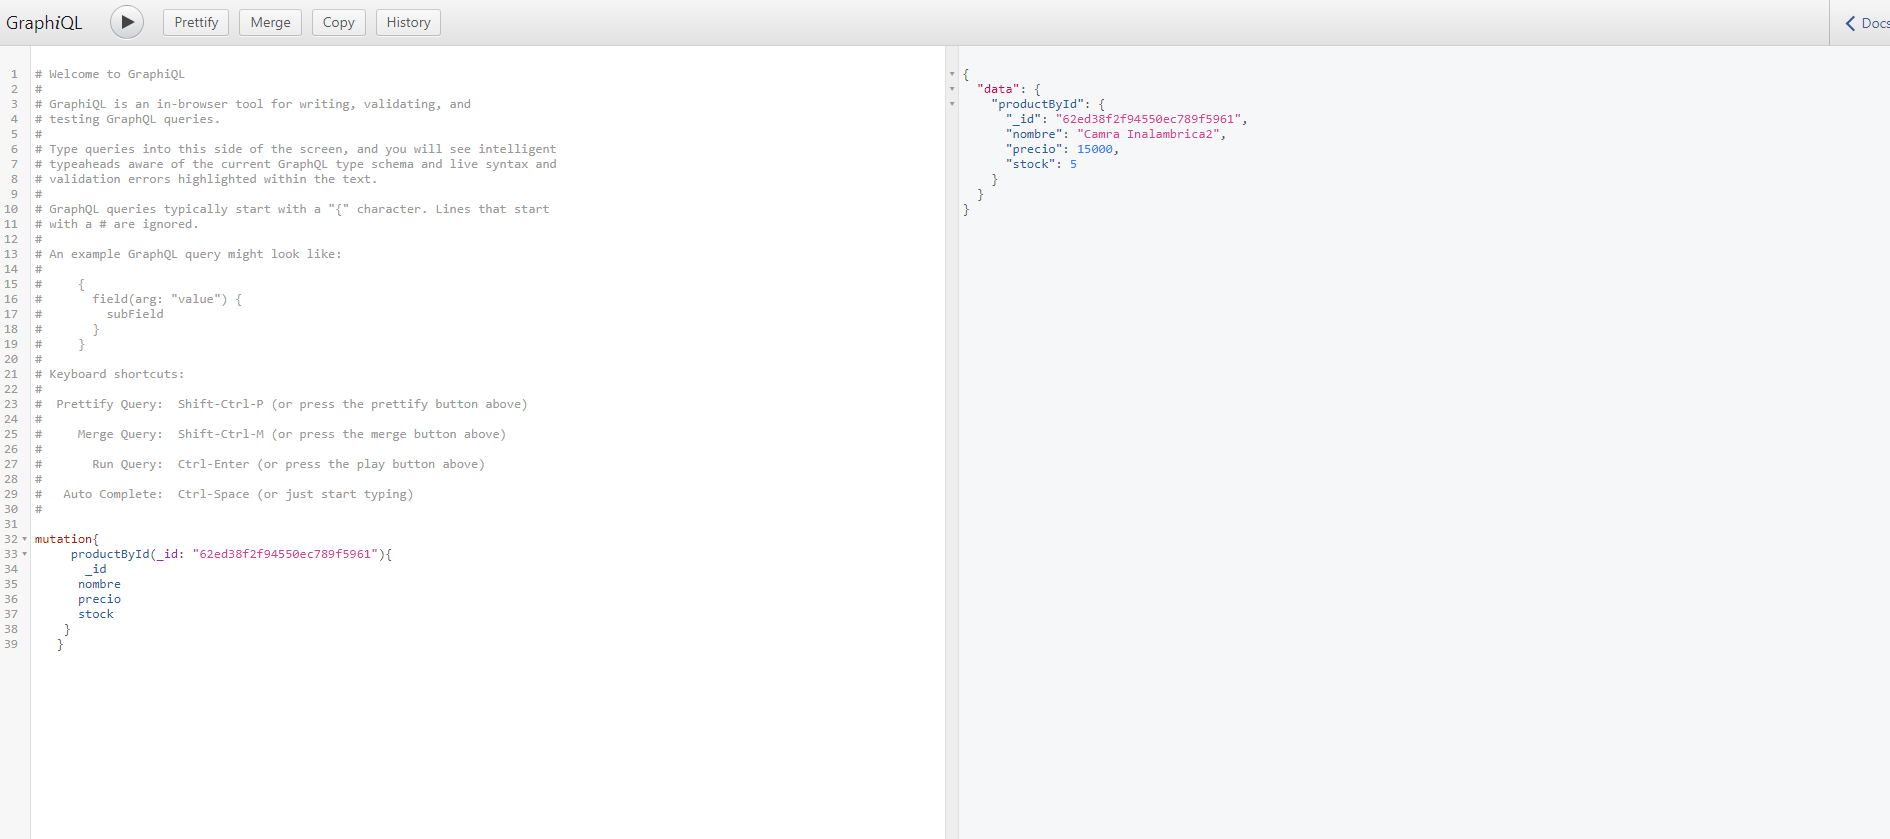 GraphiQL
Prettify
Merge
Copy
History
Docs
1 # Welcome to GraphiQL
2 #
3 # GraphiQL is an in-browser tool for writing, validating, and
4 # testing GraphQL queries.
5 #
6 # Type queries into this side of the screen, and you will see intelligent
7 # typeaheads aware of the current GraphQL type schema and live syntax and
8 # validation errors highlighted within the text.
9 #
10 # GraphQL queries typically start with a "{" character. Lines that start
11 # with a # are ignored.
12 #
13 # An example GraphQL query might look like:
14 #
15 #     {
16 #       field(arg: "value") {
17 #         subField
18 #       }
19 #     }
20 #
21 # Keyboard shortcuts:
22 #
23 #  Prettify Query:  Shift-Ctrl-P (or press the prettify button above)
24 #
25 #     Merge Query:  Shift-Ctrl-M (or press the merge button above)
26 #
27 #       Run Query:  Ctrl-Enter (or press the play button above)
28 #
29 #   Auto Complete:  Ctrl-Space (or just start typing)
30 #
31
32 mutation{
33      productById(_id: "62ed38f2f94550ec789f5961"){
34        _id
35       nombre
36       precio
37       stock
38     }
39    }
{
  "data": {
    "productById": {
      "_id": "62ed38f2f94550ec789f5961",
      "nombre": "Camra Inalambrica2",
      "precio": 15000,
      "stock": 5
    }
  }
}